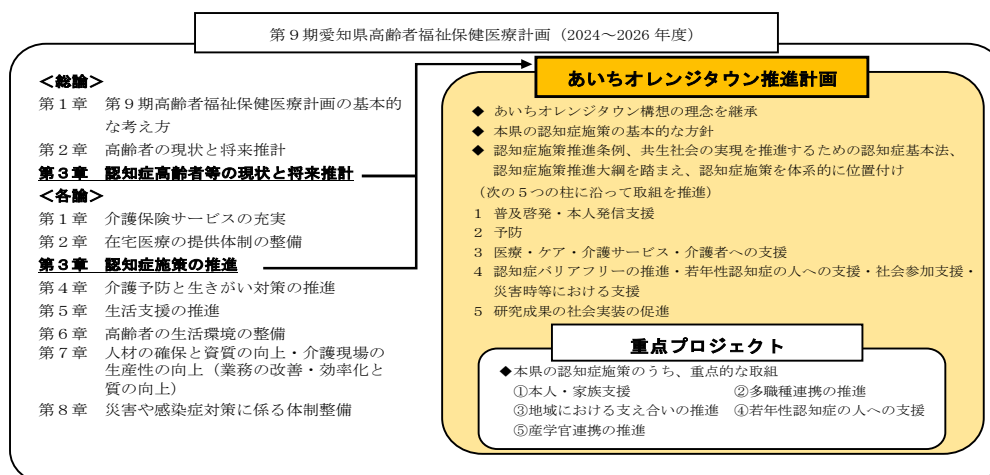 第９期愛知県高齢者福祉保健医療計画（2024～2026 年度）
＜総論＞
第１章　第９期高齢者福祉保健医療計画の基本的
な考え方
第２章　高齢者の現状と将来推計
第３章　認知症高齢者等の現状と将来推計
＜各論＞
第１章　介護保険サービスの充実
第２章　在宅医療の提供体制の整備
第３章　認知症施策の推進
第４章　介護予防と生きがい対策の推進
第５章　生活支援の推進
第６章　高齢者の生活環境の整備
第７章　人材の確保と資質の向上・介護現場の
生産性の向上（業務の改善・効率化と
質の向上）
第８章　災害や感染症対策に係る体制整備
あいちオレンジタウン推進計画
◆ あいちオレンジタウン構想の理念を継承
◆ 本県の認知症施策の基本的な方針
◆ 認知症施策推進条例、共生社会の実現を推進するための認知症基本法、
認知症施策推進大綱を踏まえ、認知症施策を体系的に位置付け
（次の５つの柱に沿って取組を推進）
１ 普及啓発・本人発信支援
２ 予防
３ 医療・ケア・介護サービス・介護者への支援
４ 認知症バリアフリーの推進・若年性認知症の人への支援・社会参加支援・
災害時等における支援
５ 研究成果の社会実装の促進
重点プロジェクト
◆本県の認知症施策のうち、重点的な取組
①本人・家族支援　②多職種連携の推進
③地域における支え合いの推進　④若年性認知症の人への支援
⑤産学官連携の推進